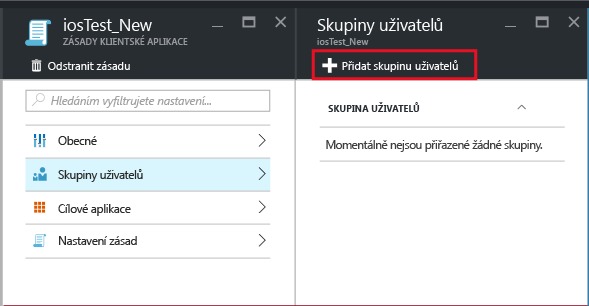 iosTest_New
ZÁSADY KLIENTSKÉ APLIKACE
Odstranit zásadu
Hledáním vyfiltrujete nastavení...
Obecné
Skupiny uživatelů
Cílové aplikace
Nastavení zásad
Skupiny uživatelů
iosTest_New
Přidat skupinu uživatelů
SKUPINA UŽIVATELŮ
Momentálně nejsou přiřazené žádné skupiny.